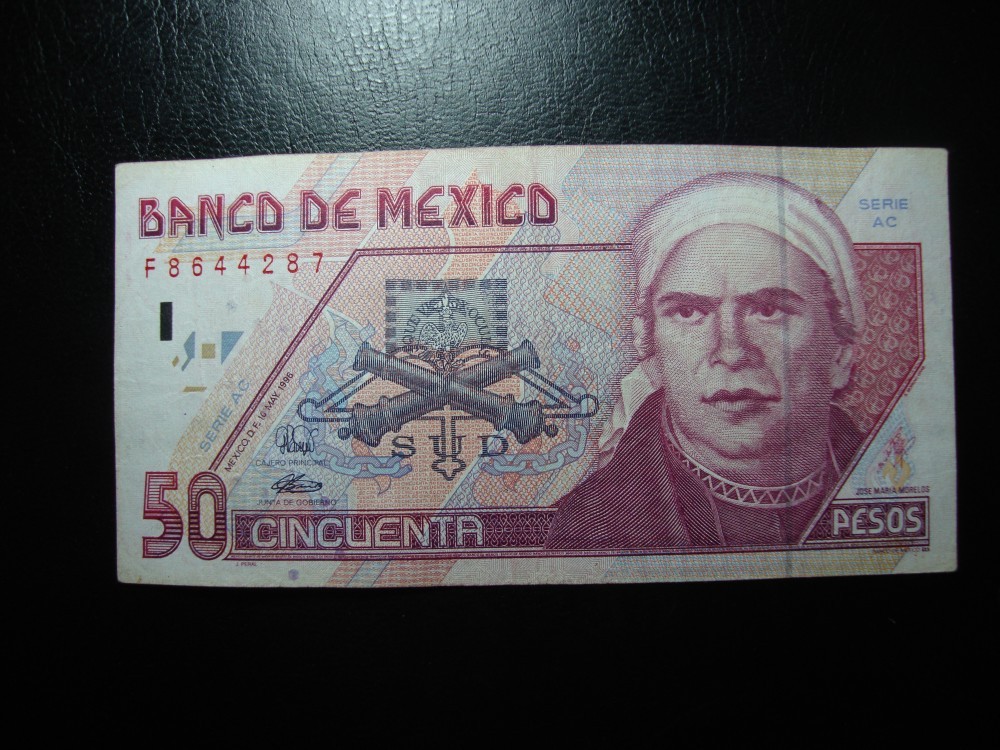 BANCO DE MEXICO
SERIE
AC
F8644287
SERIE AC
MEXICO, D.F. 16 MAY. 1996
S U D
CAJERO PRINCIPAL
JUNTA DE GOBIERNO
JOSE MARIA MORELOS
50
CINCUENTA
PESOS